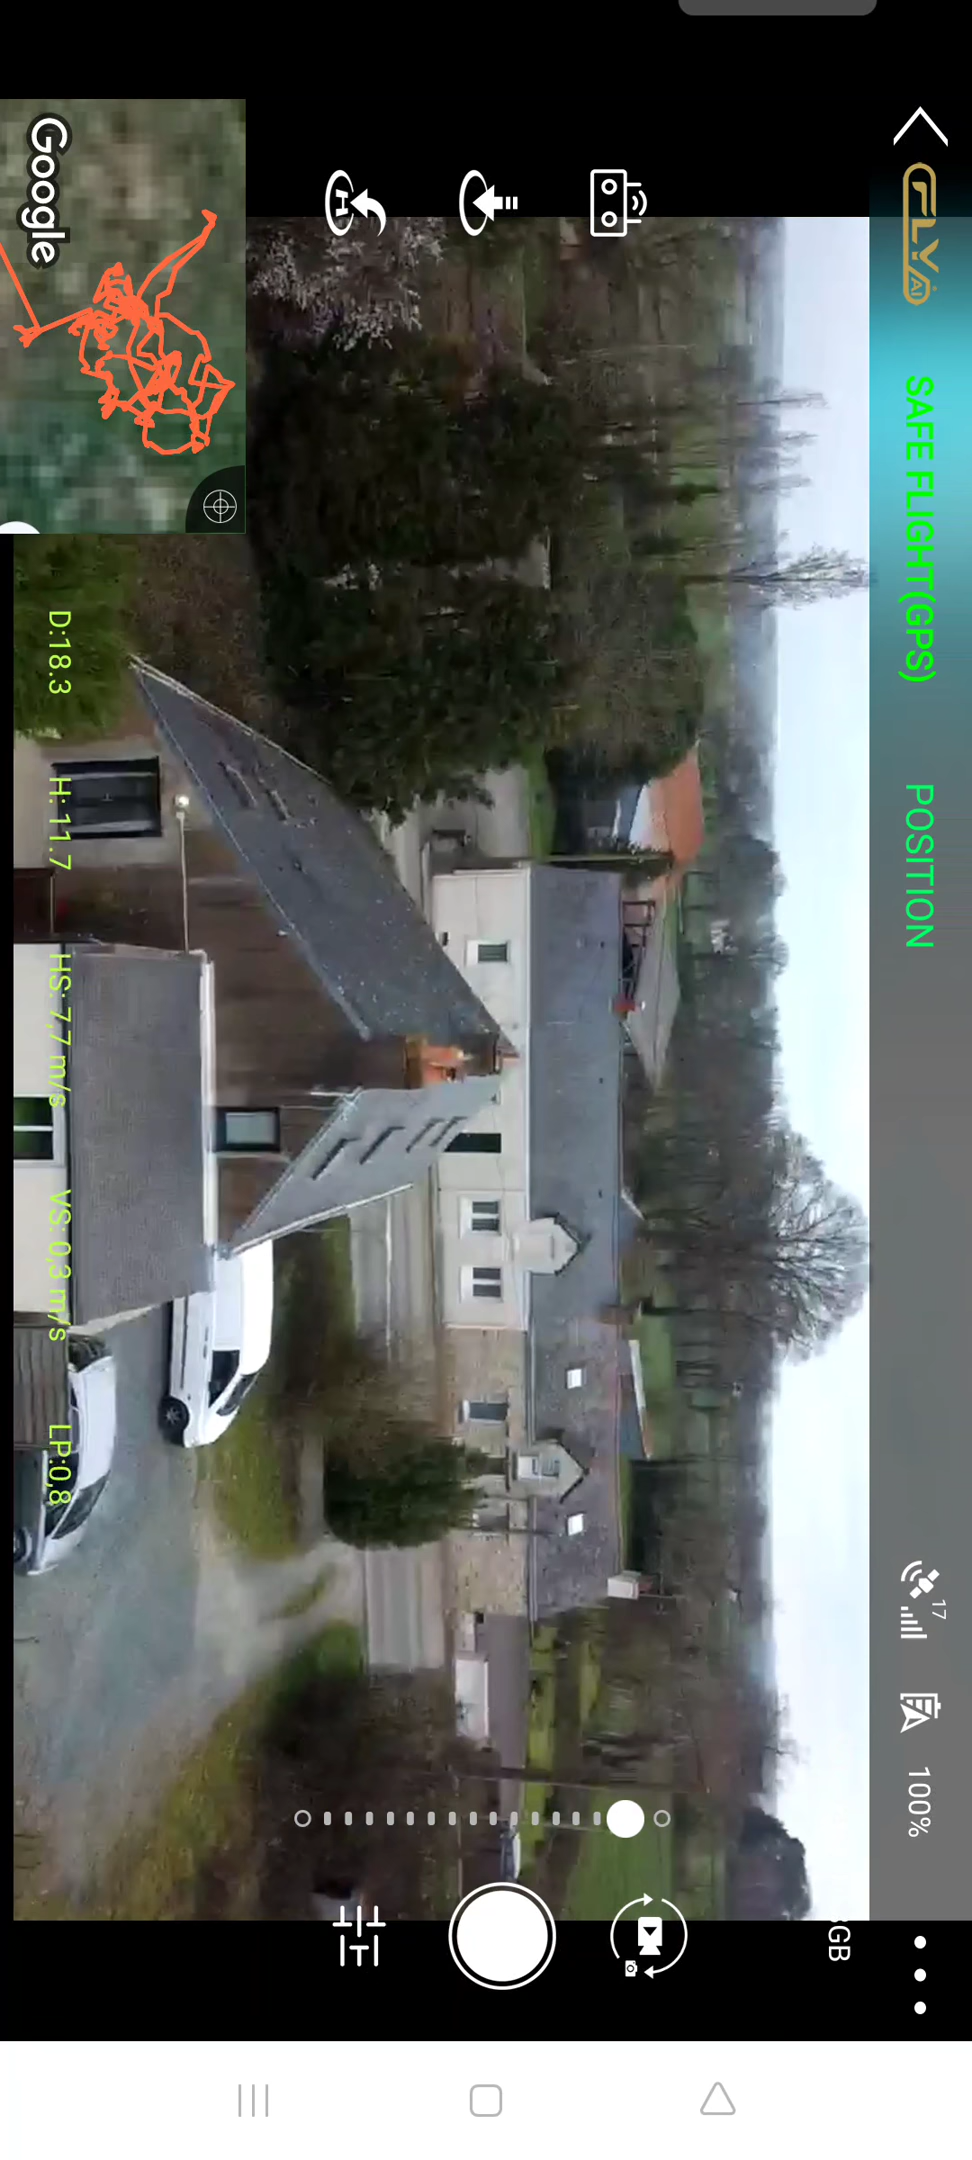 FLY AI
SAFE FLIGHT(GPS)
POSITION
17
100%
Google
GB
D:18.3 H:11.7 HS:7,7 m/s VS:0,3 m/s LP:0,8